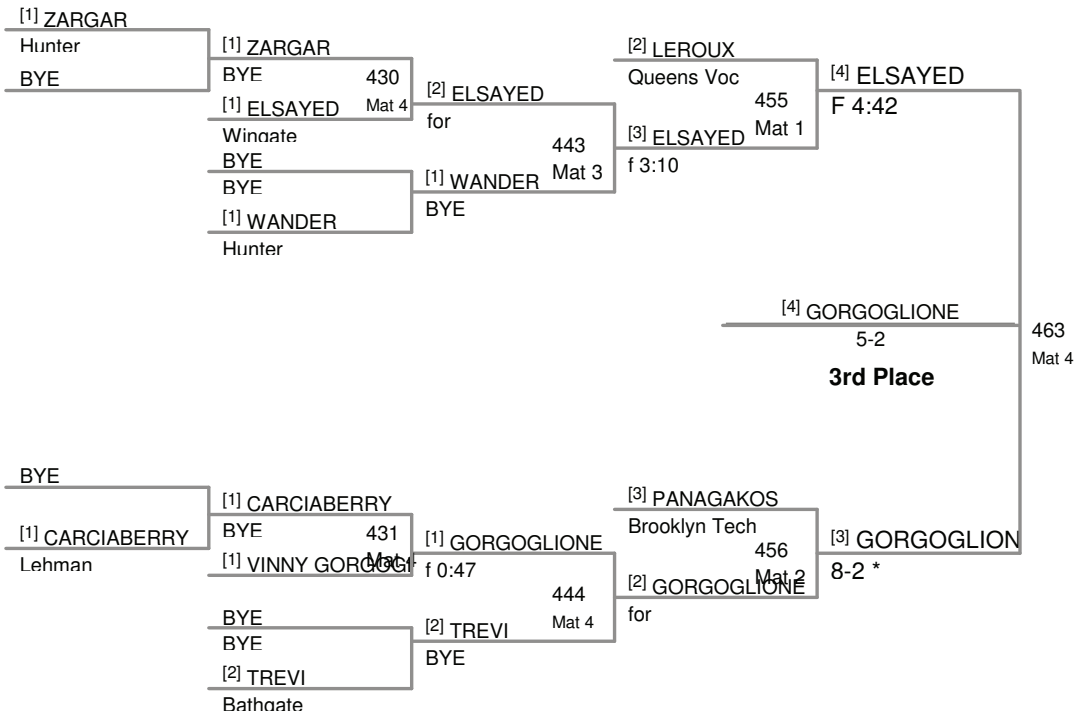 [1] ZARGAR
Hunter
BYE
[1] ZARGAR
BYE
430
Mat 4
[1] ELSAYED
Wingate
BYE
BYE
[1] WANDER
Hunter
[2] ELSAYED
for
443
Mat 3
[1] WANDER
BYE
[2] LEROUX
Queens Voc
455
Mat 1
[3] ELSAYED
f 3:10
[4] ELSAYED
F 4:42
[4] GORGOGLIONE
5-2
3rd Place
463
Mat 4
BYE
[1] CARCIABERRY
Lehman
[1] CARCIABERRY
BYE
431
Mat 4
[1] VINNY
BYE
BYE
[2] TREVI
Bathgate
[1] GORGOGLIONE
f 0:47
444
Mat 4
[2] TREVI
BYE
[3] PANAGAKOS
Brooklyn Tech
456
Mat 2
[2] GORGOGLIONE
for
[3] GORGOGLION
8-2 *